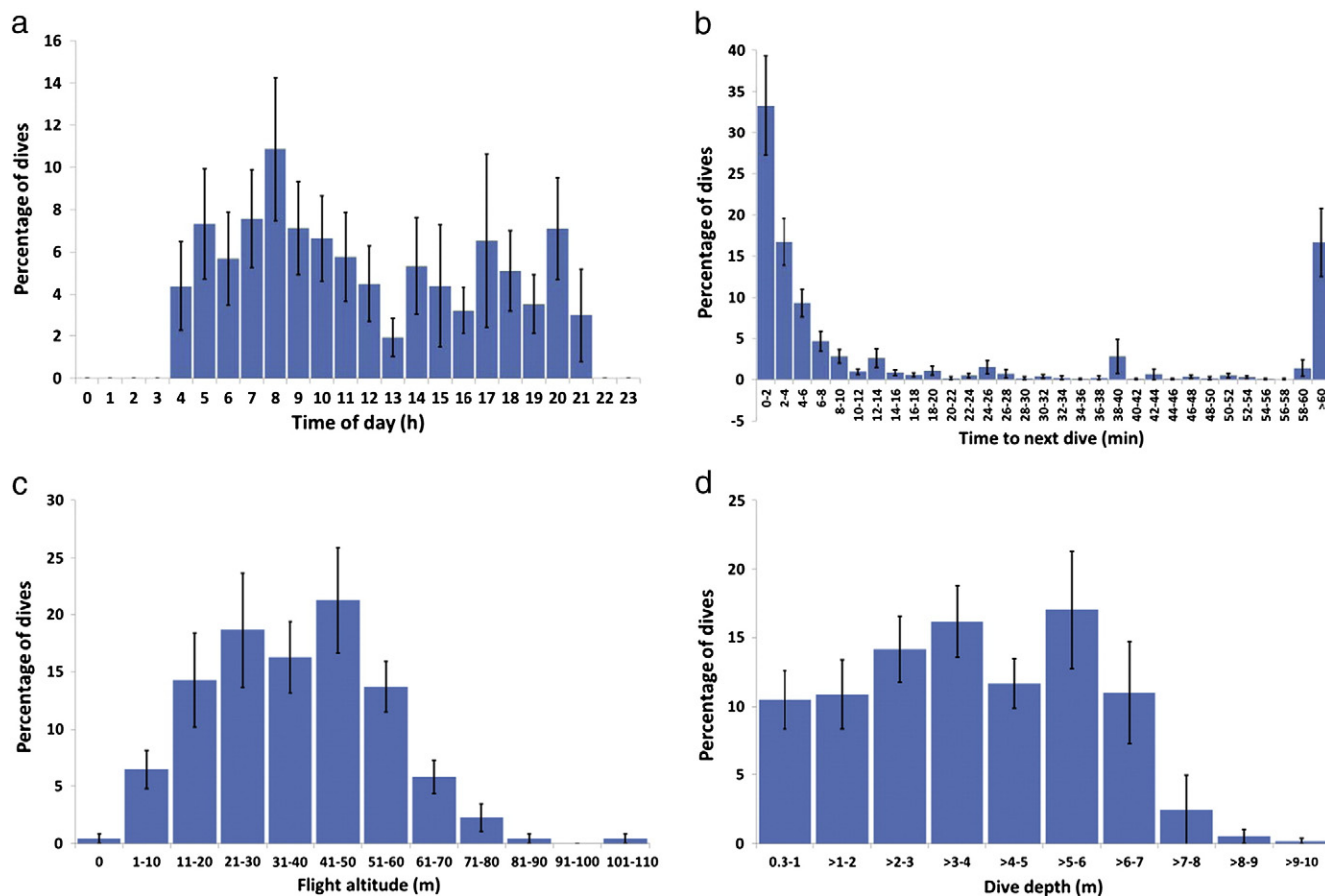 a
16
14
12
10
8
6
4
2
0
Percentage of dives
0 1 2 3 4 5 6 7 8 9 10 11 12 13 14 15 16 17 18 19 20 21 22 23
Time of day (h)
b
40
35
30
25
20
15
10
5
0
-5
Percentage of dives
0-2 2-4 4-6 6-8 8-10 10-12 12-14 14-16 16-18 18-20 20-22 22-24 24-26 26-28 28-30 30-32 32-34 34-36 36-38 38-40 40-42 42-44 44-46 46-48 48-50 50-52 52-54 54-56 56-58 58-60 >60
Time to next dive (min)
c
30
25
20
15
10
5
0
Percentage of dives
0 1-10 11-20 21-30 31-40 41-50 51-60 61-70 71-80 81-90 91-100 101-110
Flight altitude (m)
d
25
20
15
10
5
0
Percentage of dives
0.3-1 >1-2 >2-3 >3-4 >4-5 >5-6 >6-7 >7-8 >8-9 >9-10
Dive depth (m)